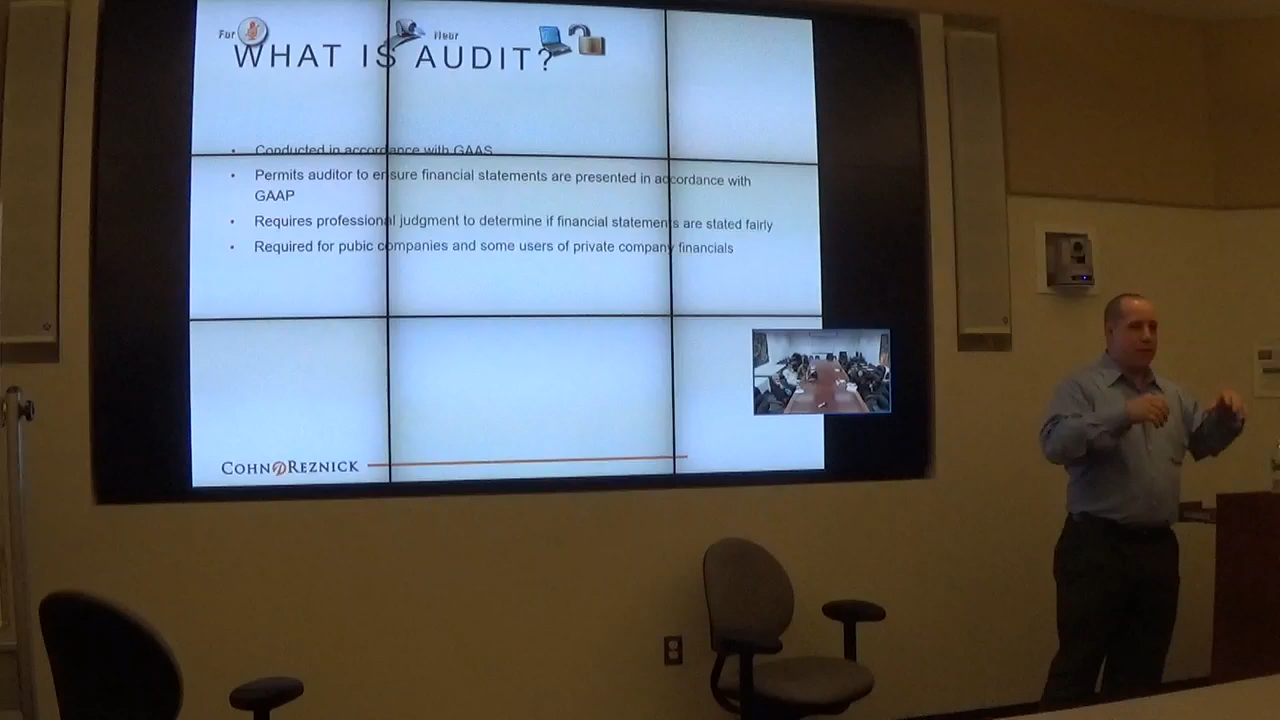 Far Near
WHAT IS AUDIT?
• Conducted in accordance with GAAS
• Permits auditor to ensure financial statements are presented in accordance with
GAAP
• Requires professional judgment to determine if financial statements are stated fairly
• Required for pubic companies and some users of private company financials
COHNREZNICK